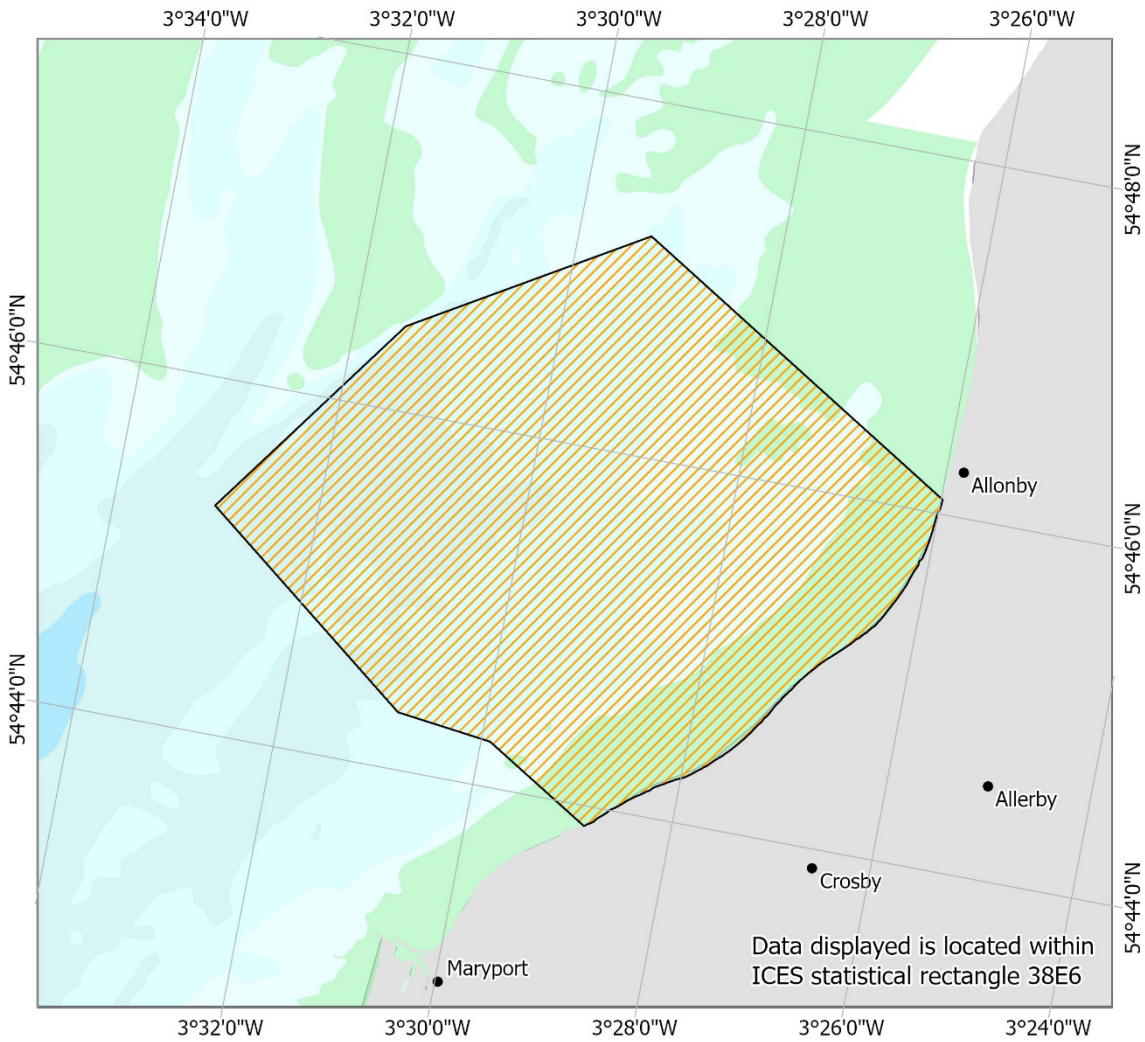 3°34'0"W
3°32'0"W
3°30'0"W
3°28'0"W
3°26'0"W
54°48'0"N
54°46'0"N
Allonby
54°46'0"N
54°44'0"N
Allerby
Crosby
54°44'0"N
Data displayed is located within
ICES statistical rectangle 38E6
Maryport
3°32'0"W
3°30'0"W
3°28'0"W
3°26'0"W
3°24'0"W